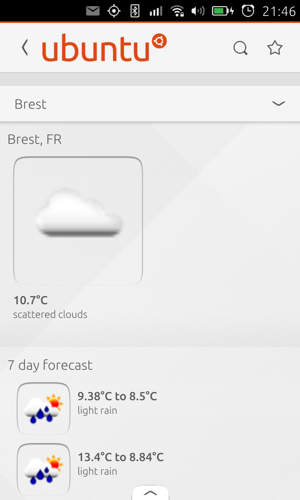 21:46
ubuntu
Brest
Brest, FR
10.7°C
scattered clouds
7 day forecast
9.38°C to 8.5°C
light rain
13.4°C to 8.84°C
light rain